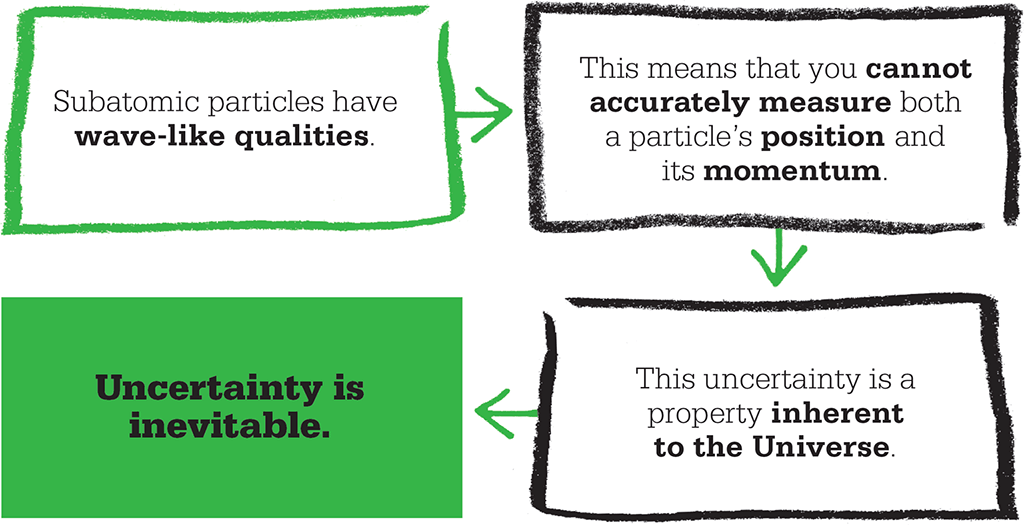 Subatomic particles have
wave-like qualities.
This means that you cannot
accurately measure both
a particle’s position and
its momentum.
This uncertainty is a
property inherent
to the Universe.
Uncertainty is
inevitable.